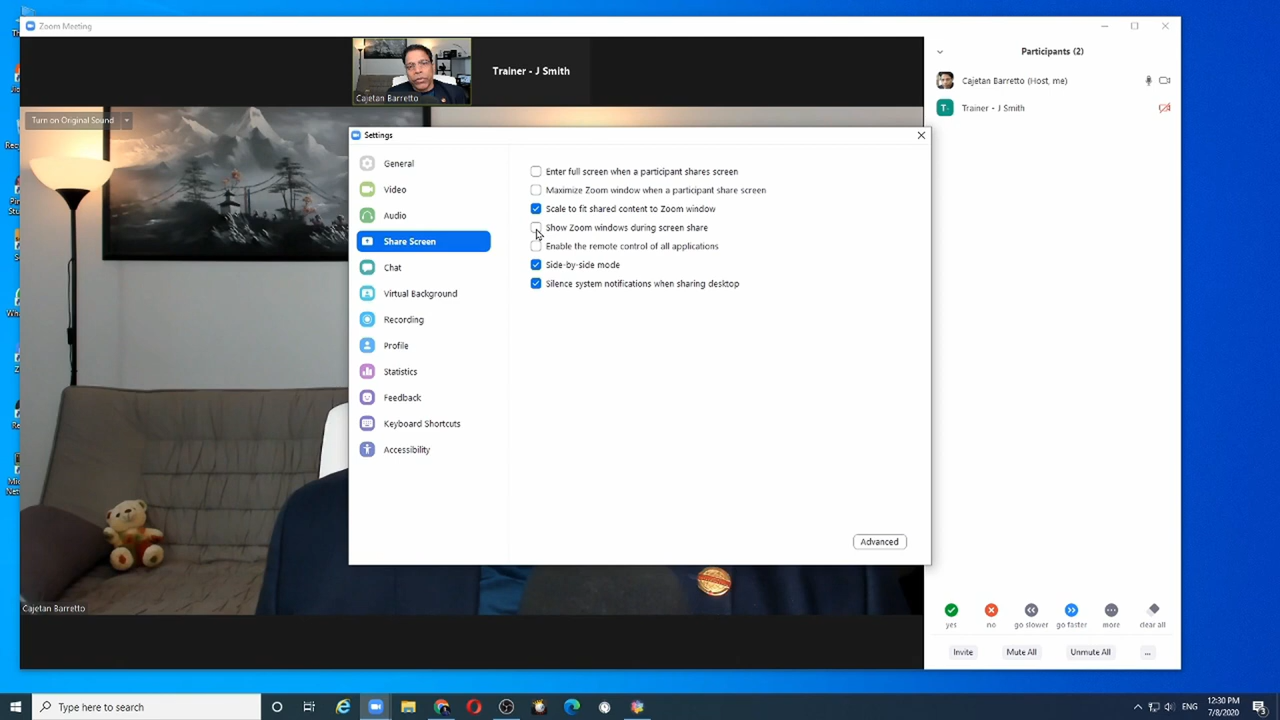 Zoom Meeting
Trainer - J Smith
Cajetan Barretto
Turn on Original Sound
Participants (2)
Cajetan Barretto (Host, me)
T-
Trainer - J Smith
Settings
General
Video
Audio
Share Screen
Chat
Virtual Background
Recording
Profile
Statistics
Feedback
Keyboard Shortcuts
Accessibility
Enter full screen when a participant shares screen
Maximize Zoom window when a participant share screen
Scale to fit shared content to Zoom window
Show Zoom windows during screen share
Enable the remote control of all applications
Side-by-side mode
Silence system notifications when sharing desktop
Advanced
Cajetan Barretto
yes
no
go slower
go faster
more
clear all
Invite
Mute All
Unmute All
...
Type here to search
ENG
12:30 PM
7/8/2020
3